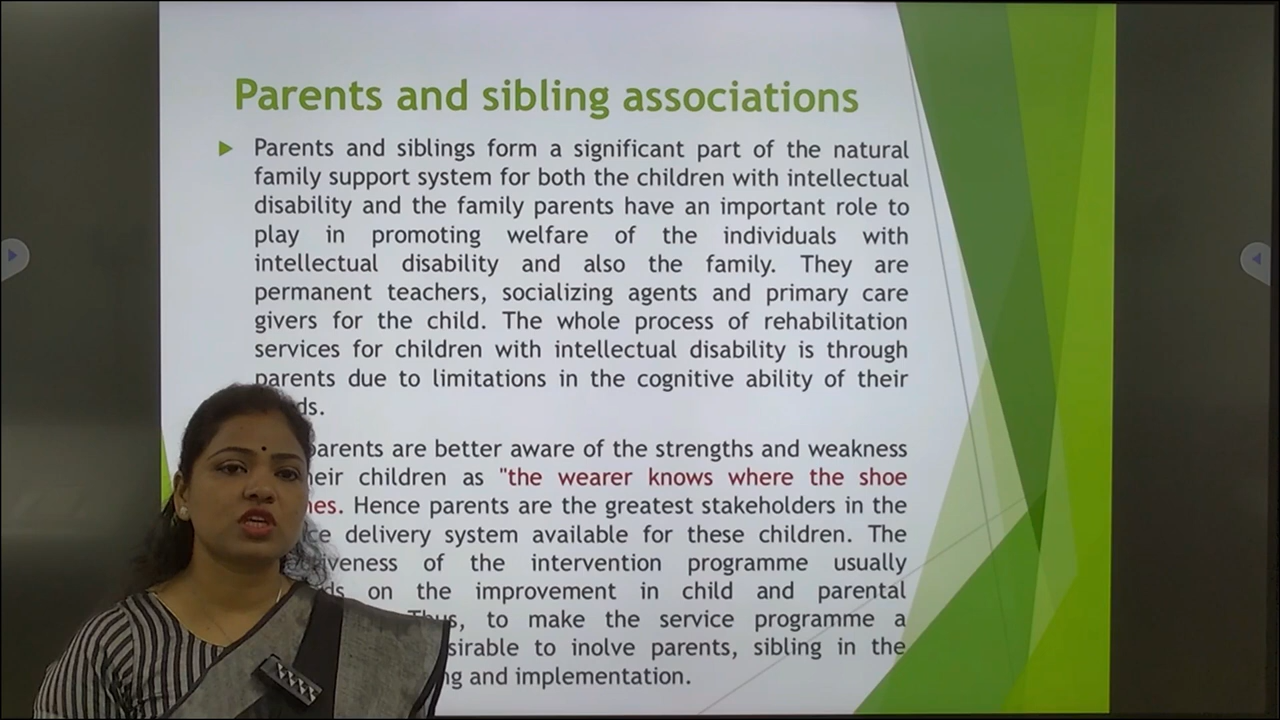 Parents and sibling associations
Parents and siblings form a significant part of the natural
family support system for both the children with intellectual
disability and the family parents have an important role to
play in promoting welfare of the individuals with
intellectual disability and also the family. They are
permanent teachers, socializing agents and primary care
givers for the child. The whole process of rehabilitation
services for children with intellectual disability is through
parents due to limitations in the cognitive ability of their
parents are better aware of the strengths and weakness
children as "the wearer knows where the shoe
Hence parents are the greatest stakeholders in the
delivery system available for these children. The
of the intervention programme usually
on the improvement in child and parental
to make the service programme a
to inolve parents, sibling in the
and implementation.